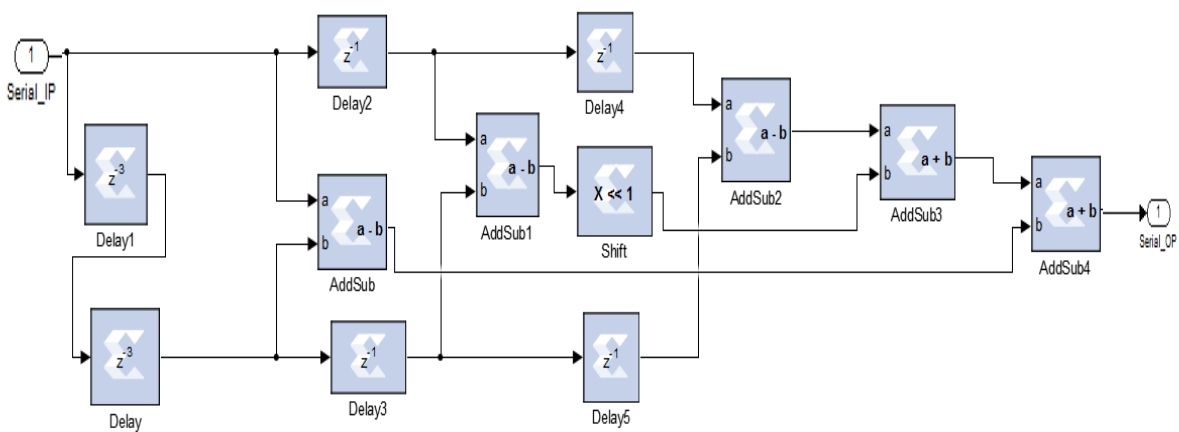 1
Serial_IP
z-1
Delay2
z-1
Delay4
a
b
a - b
AddSub2
a
b
a + b
AddSub3
a
b
a + b
AddSub4
1
Serial_OP
z-3
Delay1
a
b
a - b
AddSub1
X << 1
Shift
a
b
a - b
AddSub
z-3
Delay
z-1
Delay3
z-1
Delay5